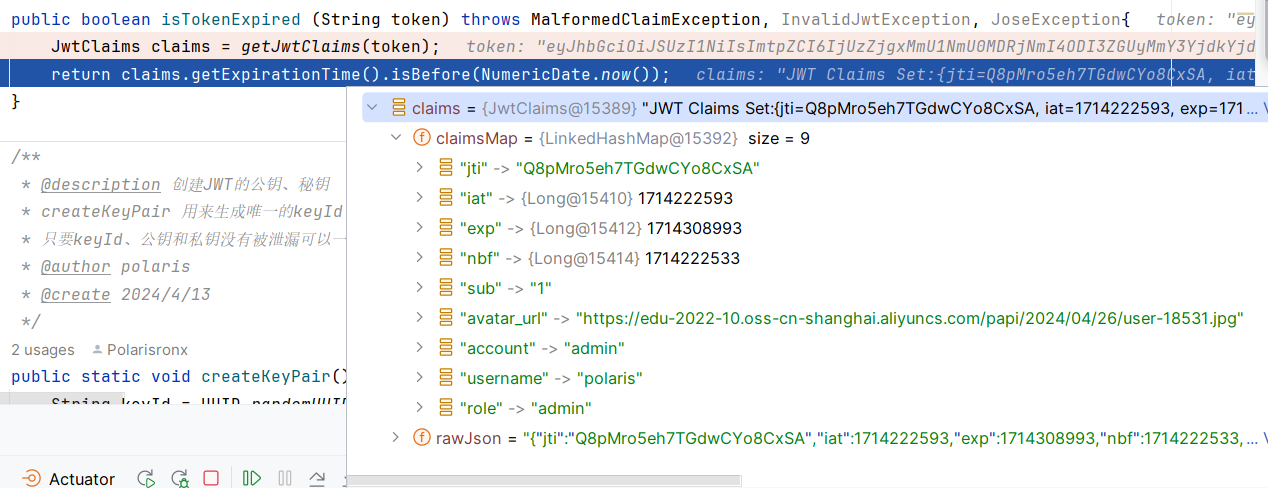 public boolean isTokenExpired (String token) throws MalformedClaimException, InvalidJwtException, JoseException{ token: "ey
JwtClaims claims = getJwtClaims(token); token: "eyJhbGciOiJSUzI1NiIsImtpZCI6IjUzZjgxMmU1NmU0MDRjNmI4ODI3ZGUyMmY3YjdkYjd
return claims.getExpirationTime().isBefore(NumericDate.now()); claims: "JWT Claims Set:{jti=Q8pMro5eh7TGdwCYo8CxSA, iat
}
claims = {JwtClaims@15389} "JWT Claims Set:{jti=Q8pMro5eh7TGdwCYo8CxSA, iat=1714222593, exp=171 ... V
claimsMap = {LinkedHashMap@15392} size = 9
/**
"jti" -> "Q8pMro5eh7TGdwCYo8CxSA"
* @description 创建JWT的公钥、秘钥
"iat" -> {Long@15410} 1714222593
* createKeyPair 用来生成唯一的keyId
"exp" -> {Long@15412} 1714308993
* 只要keyId、公钥和私钥没有被泄漏可以一
"nbf" -> {Long@15414} 1714222533
* @author polaris
"sub" -> "1"
* @create 2024/4/13
"avatar_url" -> "https://edu-2022-10.oss-cn-shanghai.aliyuncs.com/papi/2024/04/26/user-18531.jpg"
*/
"account" -> "admin"
2 usages Polarisronx
"username" -> "polaris"
public static void createKeyPair()
"role" -> "admin"
String keyId = UUID.randomUUID
rawJson = "{"jti":"Q8pMro5eh7TGdwCYo8CxSA","iat":1714222593,"exp":1714308993,"nbf":1714222533, ... V
Actuator